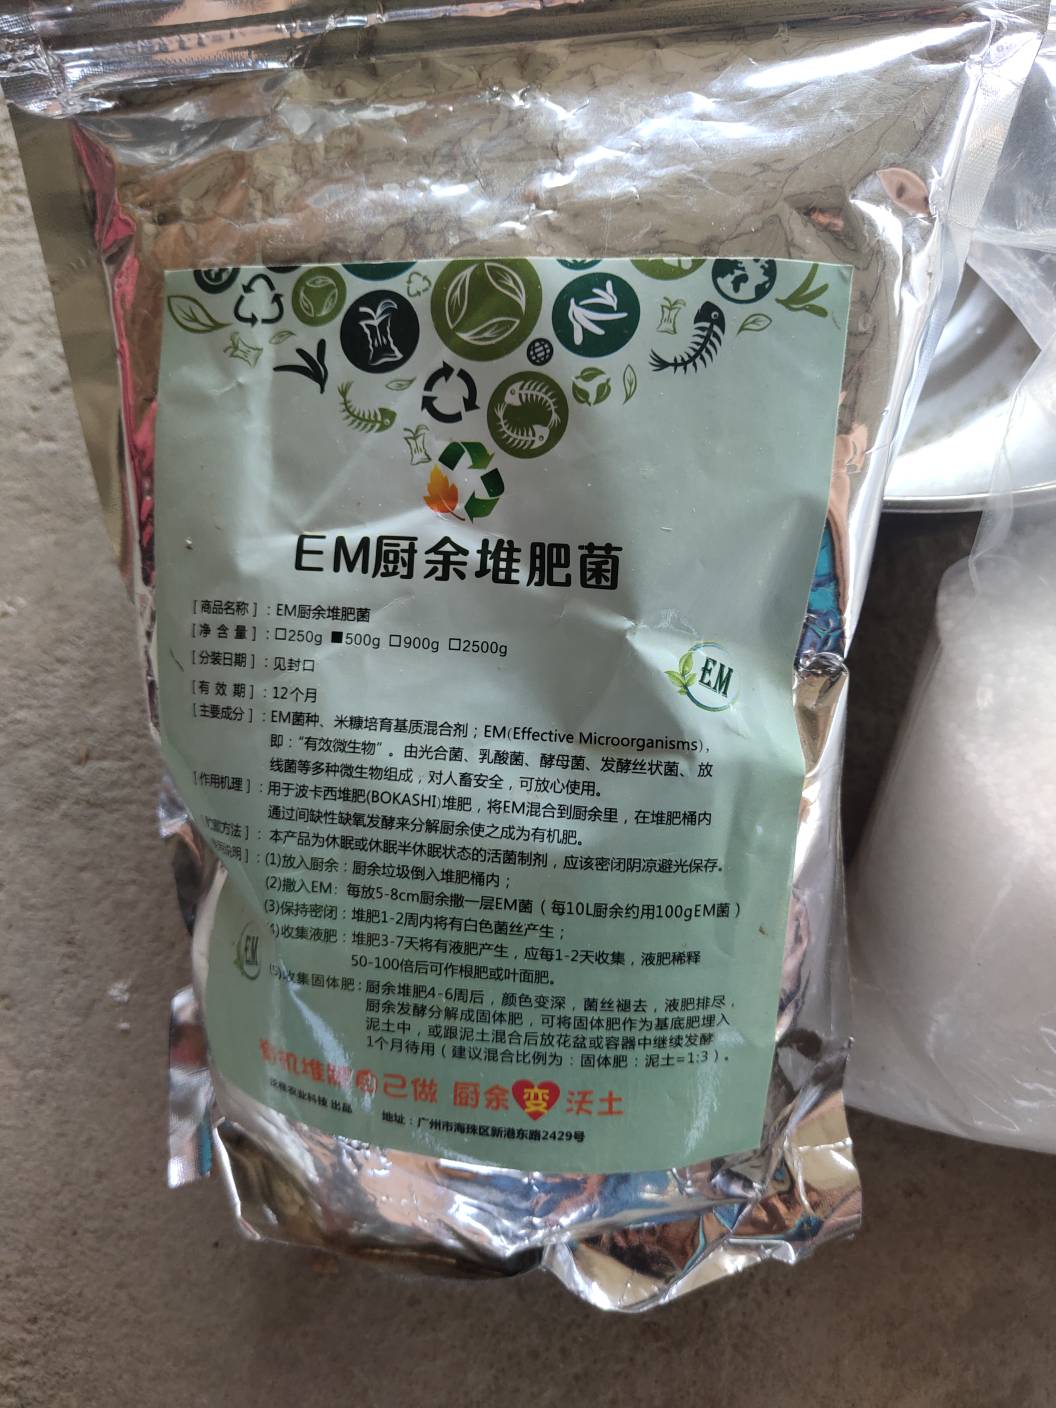 EM厨余堆肥菌
[商品名称]：EM厨余堆肥菌
[净 含 量]：□250g ■500g □900g □2500g
[分装日期]：见封口
[有 效 期]：12个月
[主要成分]：EM菌种、米糠培育基质混合剂；EM(Effective Microorganisms)，
即：“有效微生物”。由光合菌、乳酸菌、酵母菌、发酵丝状菌、放
线菌等多种微生物组成，对人畜安全，可放心使用。
[作用机理]：用于波卡西堆肥(BOKASHI)堆肥，将EM混合到厨余里，在堆肥桶内
通过间缺性缺氧发酵来分解厨余使之成为有机肥。
方法]：本产品为休眠或休眠半休眠状态的活菌制剂，应该密闭阴凉避光保存。
说明]：(1)放入厨余：厨余垃圾倒入堆肥桶内；
(2)撒入EM：每放5-8cm厨余撒一层EM菌（每10L厨余约用100gEM菌）
(3)保持密闭：堆肥1-2周内将有白色菌丝产生；
(4)收集液肥：堆肥3-7天将有液肥产生，应每1-2天收集，液肥稀释
50-100倍后可作根肥或叶面肥。
(5)收集固体肥：厨余堆肥4-6周后，颜色变深，菌丝褪去，液肥排尽，
厨余发酵分解成固体肥，可将固体肥作为基底肥埋入
泥土中，或跟泥土混合后放花盆或容器中继续发酵
1个月待用（建议混合比例为：固体肥：泥土=1:3）。
有机堆肥自己做 厨余变沃土
农业科技 出品 地址：广州市海珠区新港东路2429号
EM
EM